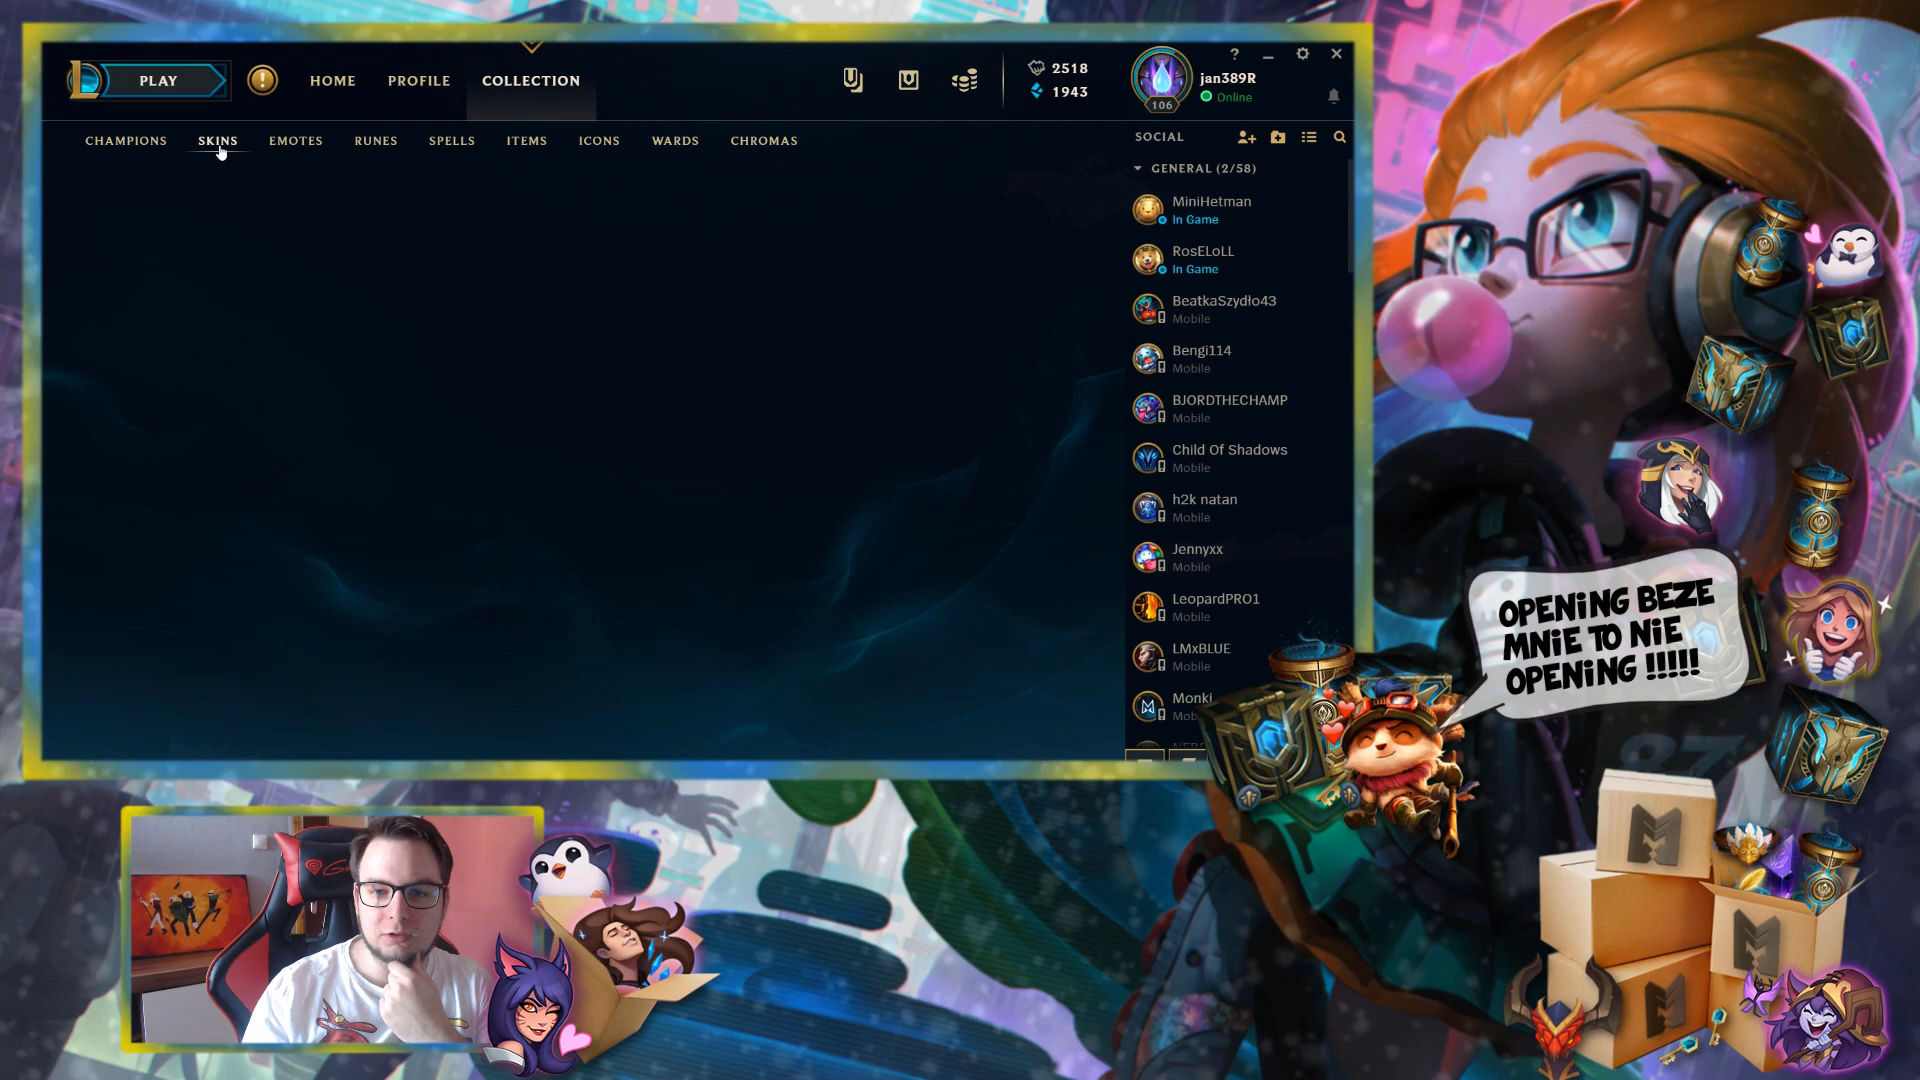 PLAY
HOME
PROFILE
COLLECTION
2518
1943
106
jan389R
Online
CHAMPIONS
SKINS
EMOTES
RUNES
SPELLS
ITEMS
ICONS
WARDS
CHROMAS
SOCIAL
GENERAL (2/58)
MiniHetman
In Game
RosELoLL
In Game
BeatkaSzydło43
Mobile
Bengi114
Mobile
BJORDTHECHAMP
Mobile
Child Of Shadows
Mobile
h2k natan
Mobile
Jennyxx
Mobile
LeopardPRO1
Mobile
LMxBLUE
Mobile
Monki
Mob
OPENiNG BEZE
MNiE TO NiE
OPENiNG !!!!!
87